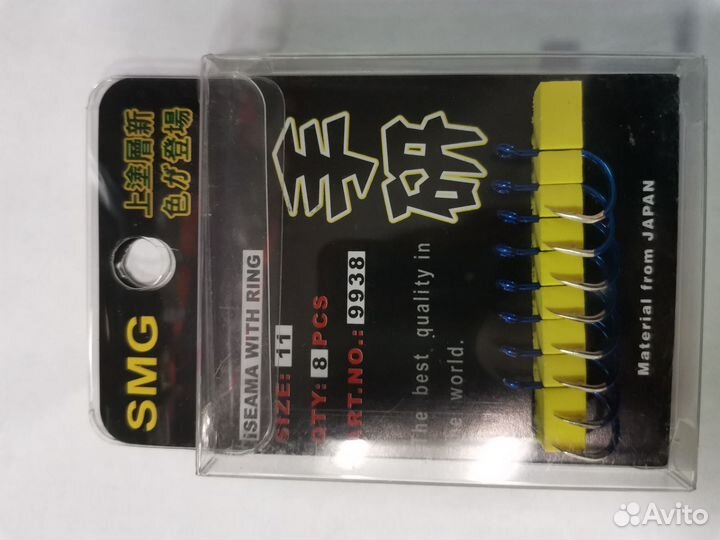 SMG
上塗層新
色が登場
iSEAMA WITH RING
SIZE: 11
QTY: 8 PCS
ART.NO.: 9938
手研
The best quality in
the world.
Material from JAPAN
Avito